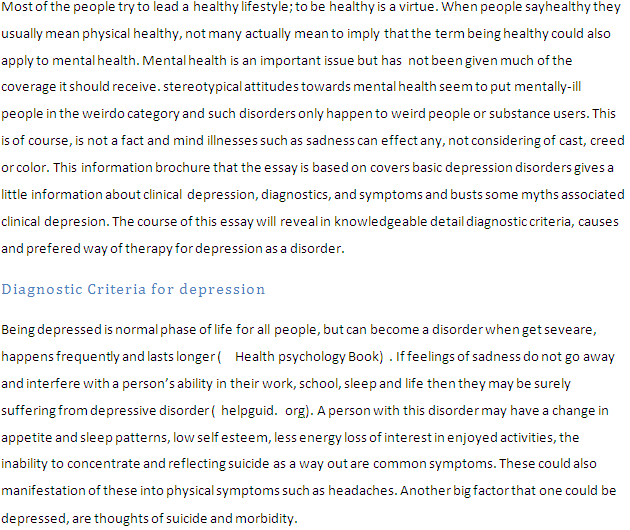 Most of the people try to lead a healthy lifestyle; to be healthy is a virtue. When people sayhealthy they
usually mean physical healthy, not many actually mean to imply that the term being healthy could also
apply to mental health. Mental health is an important issue but has not been given much of the
coverage it should receive. stereotypical attitudes towards mental health seem to put mentally-ill
people in the weirdo category and such disorders only happen to weird people or substance users. This
is of course, is not a fact and mind illnesses such as sadness can effect any, not considering of cast, creed
or color. This information brochure that the essay is based on covers basic depression disorders gives a
little information about clinical depression, diagnostics, and symptoms and busts some myths associated
clinical depresion. The course of this essay will reveal in knowledgeable detail diagnostic criteria, causes
and prefered way of therapy for depression as a disorder.
Diagnostic Criteria for depression
Being depressed is normal phase of life for all people, but can become a disorder when get seveare,
happens frequently and lasts longer ( Health psychology Book) . If feelings of sadness do not go away
and interfere with a person's ability in their work, school, sleep and life then they may be surely
suffering from depressive disorder ( helpguid. org). A person with this disorder may have a change in
appetite and sleep patterns, low self esteem, less energy loss of interest in enjoyed activities, the
inability to concentrate and reflecting suicide as a way out are common symptoms. These could also
manifestation of these into physical symptoms such as headaches. Another big factor that one could be
depressed, are thoughts of suicide and morbidity.